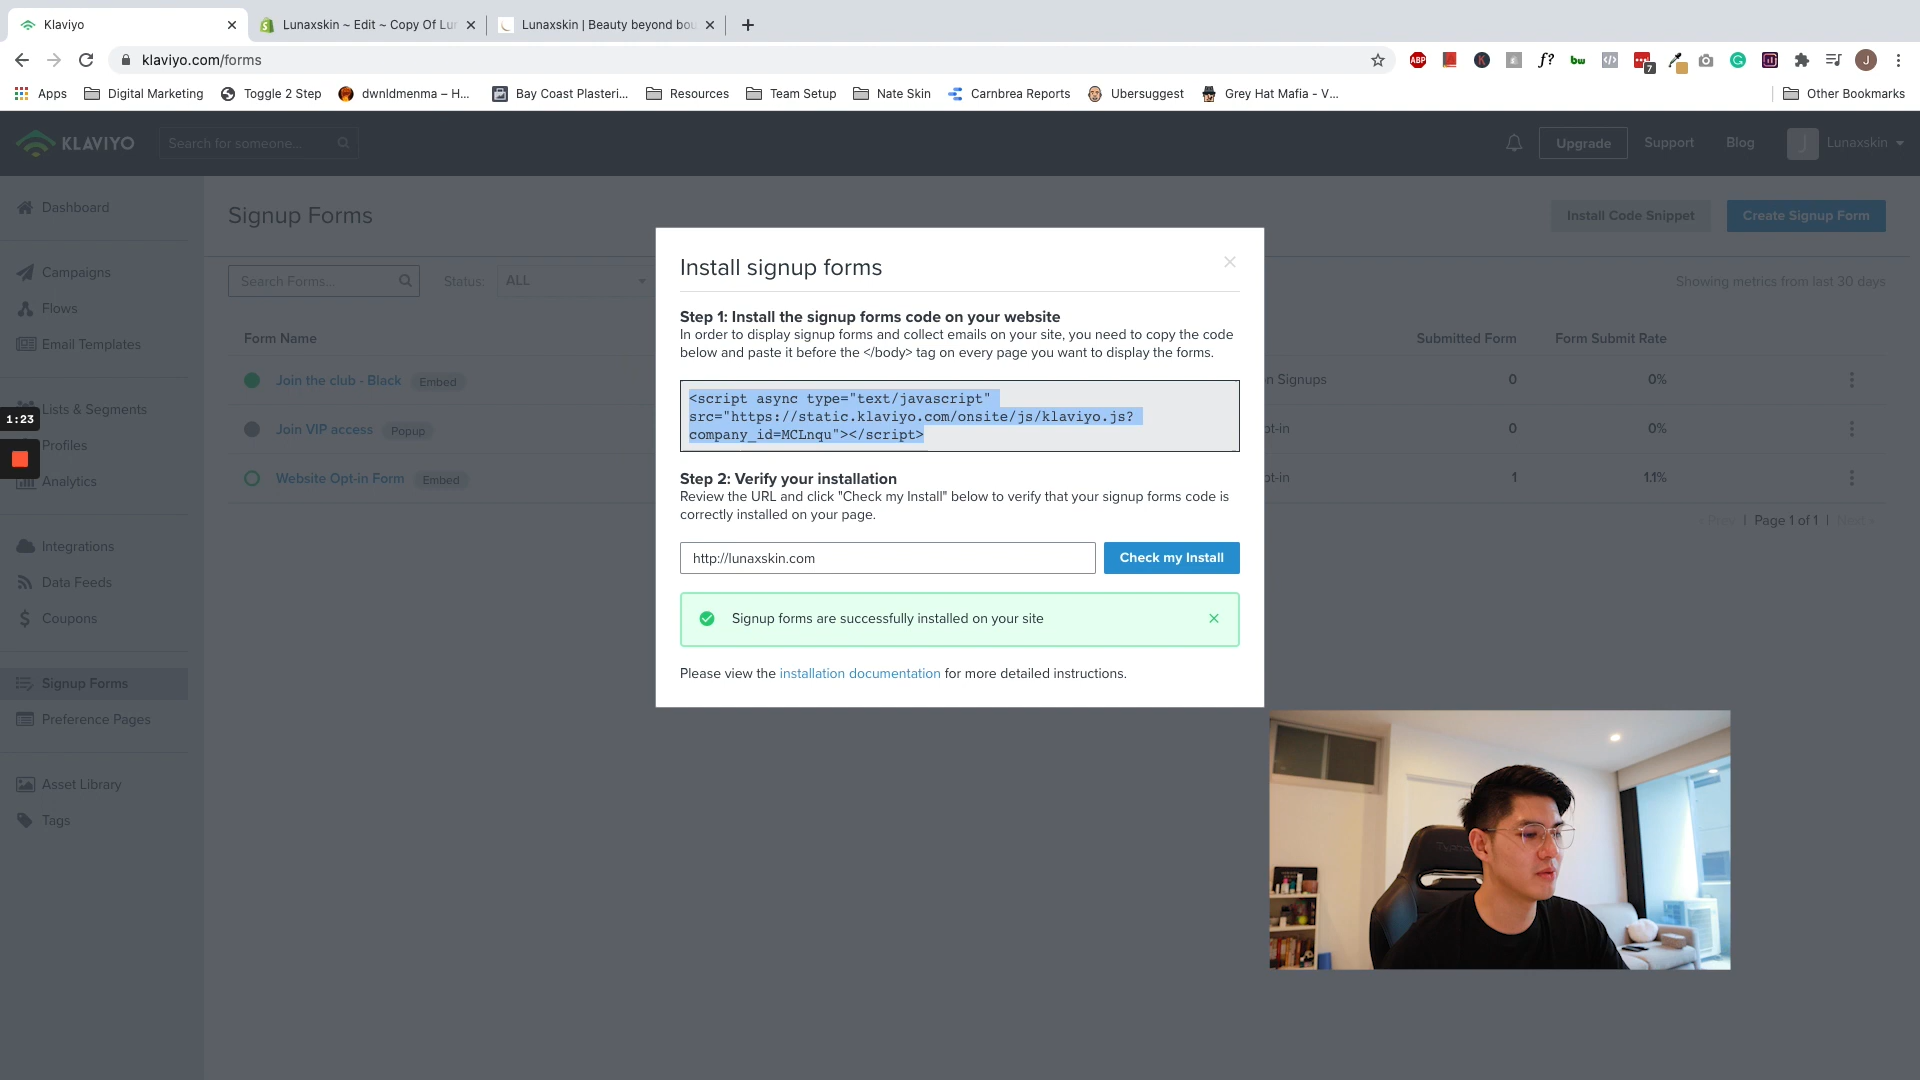 Klaviyo
Lunaxskin ~ Edit ~ Copy Of Lu
Lunaxskin | Beauty beyond bou
klaviyo.com/forms
ABP
K
f?
bw
7
J
Apps
Digital Marketing
Toggle 2 Step
dwnldmenma – H...
Bay Coast Plasteri...
Resources
Team Setup
Nate Skin
Carnbrea Reports
Ubersuggest
Grey Hat Mafia - V...
Other Bookmarks
KLAVIYO
Search for someone...
Upgrade
Support
Blog
J
Lunaxskin
Dashboard
Campaigns
Flows
Email Templates
Lists & Segments
Profiles
Analytics
Integrations
Data Feeds
Coupons
Signup Forms
Preference Pages
Asset Library
Tags
1:23
Signup Forms
Install Code Snippet
Create Signup Form
Search Forms...
Status:
ALL
Showing metrics from last 30 days
Form Name
Submitted Form
Form Submit Rate
Join the club - Black
Embed
n Signups
0
0%
Join VIP access
Popup
pt-in
0
0%
Website Opt-in Form
Embed
pt-in
1
1.1%
« Prev | Page 1 of 1 | Next »
Install signup forms
Step 1: Install the signup forms code on your website
In order to display signup forms and collect emails on your site, you need to copy the code
below and paste it before the </body> tag on every page you want to display the forms.
<script async type="text/javascript"
src="https://static.klaviyo.com/onsite/js/klaviyo.js?
company_id=MCLnqu"></script>
Step 2: Verify your installation
Review the URL and click "Check my Install" below to verify that your signup forms code is
correctly installed on your page.
http://lunaxskin.com
Check my Install
Signup forms are successfully installed on your site
Please view the installation documentation for more detailed instructions.